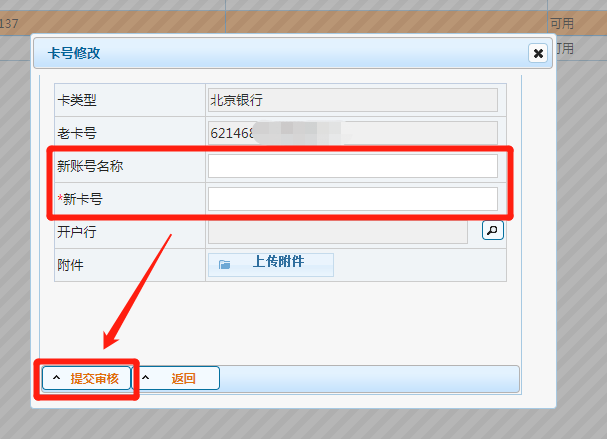 137
可用
卡号修改
可用
卡类型 北京银行
老卡号 62146
新账号名称
*新卡号
开户行
附件 上传附件
提交审核 返回